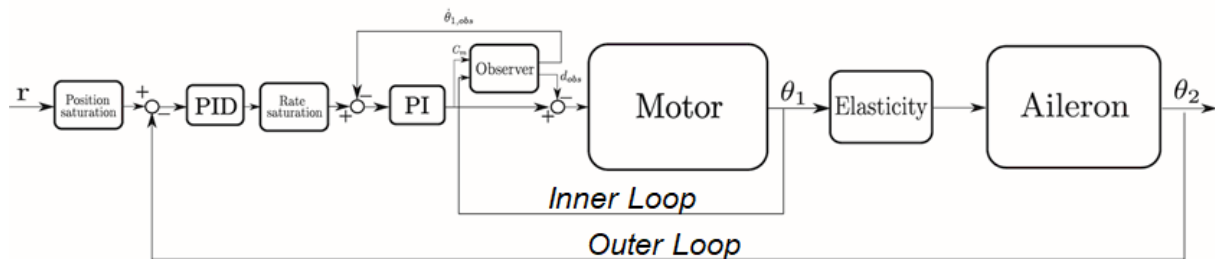 θ̇₁,obs
r
Position
saturation
+
−
PID
Rate
saturation
−
+
PI
Cₘ
Observer
d_obs
−
+
Motor
θ₁
Elasticity
Aileron
θ₂
Inner Loop
Outer Loop